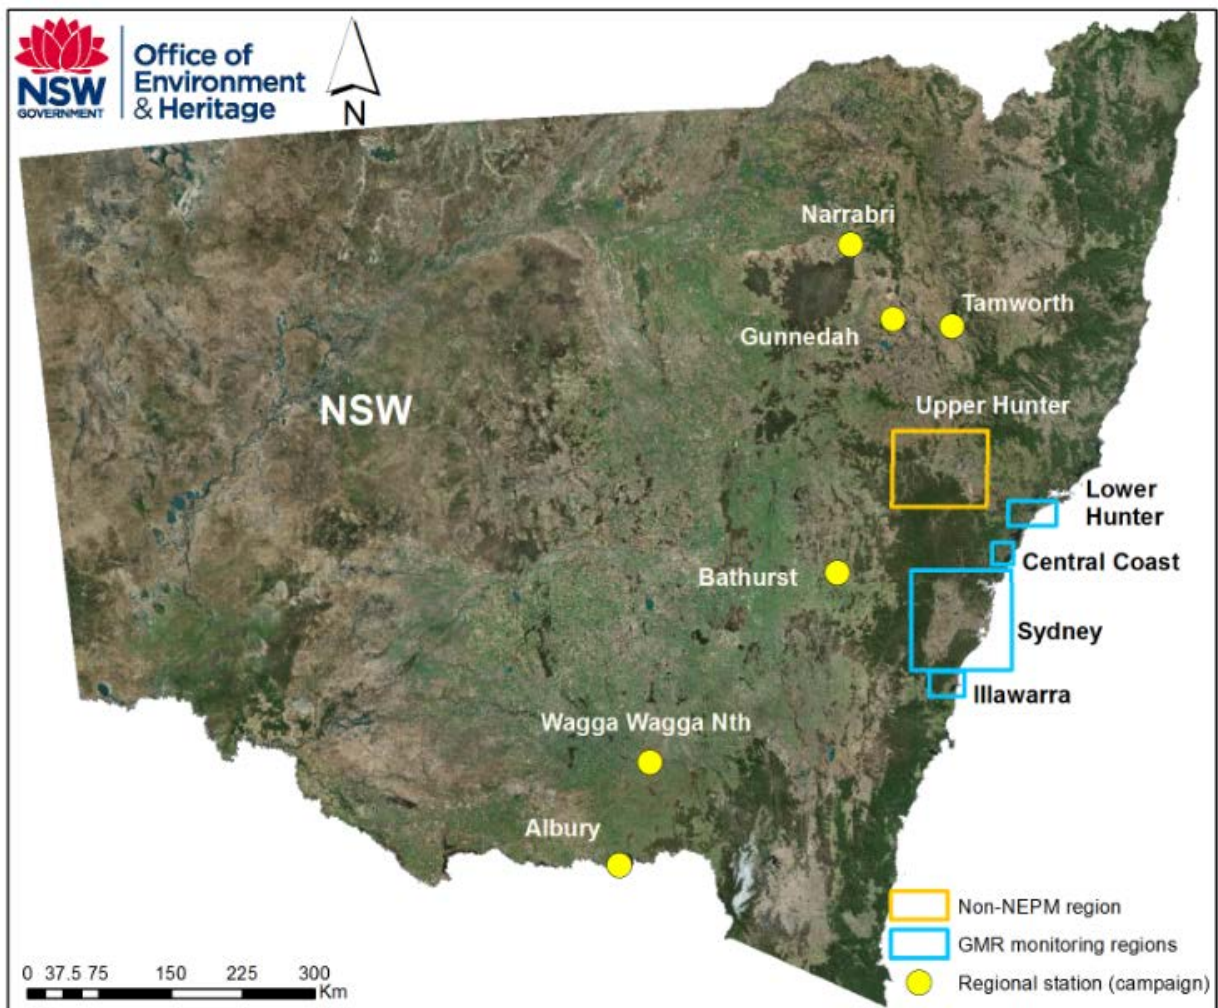 NSW
GOVERNMENT
Office of
Environment
& Heritage
N
Narrabri
Tamworth
Gunnedah
NSW
Upper Hunter
Lower
Hunter
Central Coast
Bathurst
Sydney
Illawarra
Wagga Wagga Nth
Albury
Non-NEPM region
GMR monitoring regions
Regional station (campaign)
0 37.5 75 150 225 300
Km